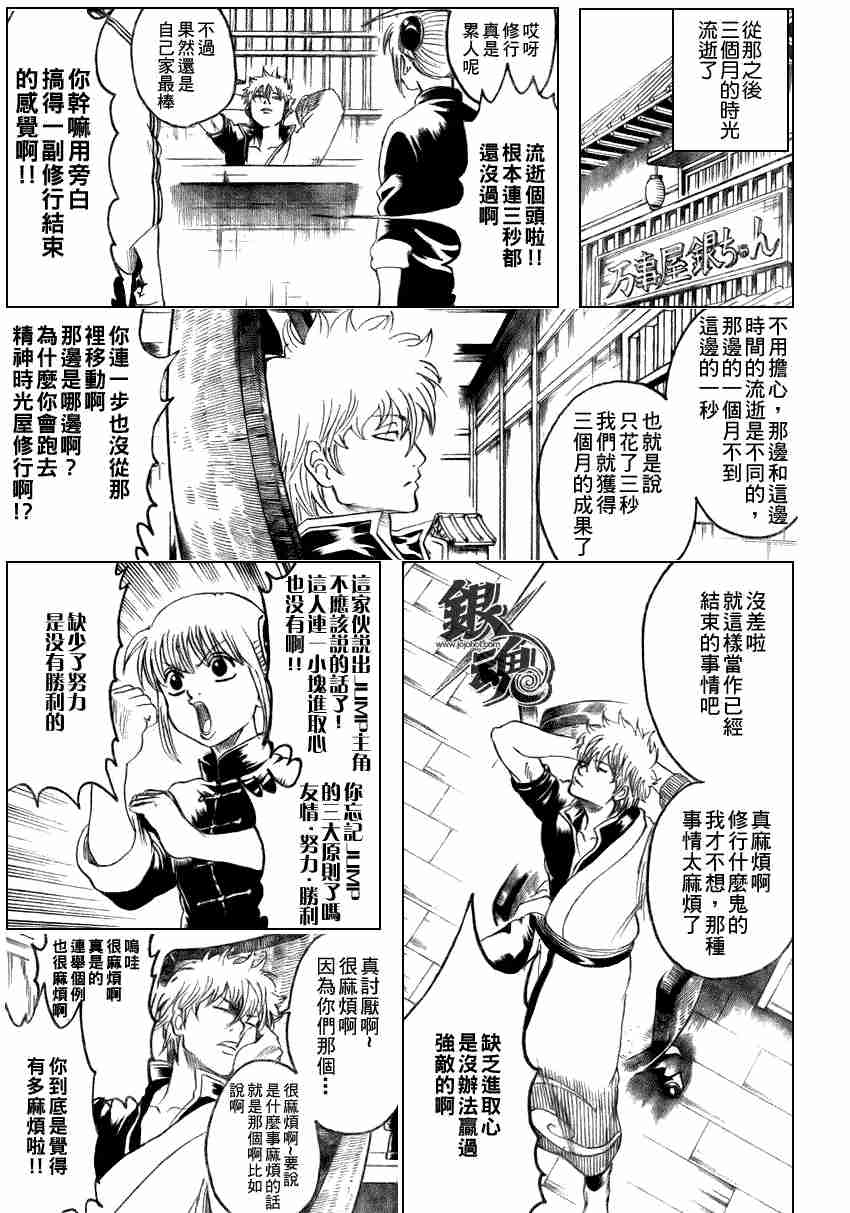 從那之後
三個月的時光
流逝了
万事屋銀ちゃん
哎呀
修行
真是
累人呢
流逝個頭啦!!
根本連三秒都
還沒過啊
不過
果然還是
自己家最棒
你幹嘛用旁白
搞得一副修行結束
的感覺啊!!
不用擔心，那邊和這邊
時間的流逝是不同的，
那邊的一個月不到
這邊的一秒
也就是說
只花了三秒
我們就獲得
三個月的成果了
你連一步也沒從那
裡移動啊
那邊是哪邊啊?
為什麼你會跑去
精神時光屋修行啊!?
銀魂
www.jojohot.com
沒差啦
就這樣當作已經
結束的事情吧
真麻煩啊
修行什麼鬼的
我才不想，那種
事情太麻煩了
缺乏進取心
是沒辦法贏過
強敵的啊
這家伙説出JUMP主角
不應該説的話了!
這人連一小塊進取心
也没有啊!!
你忘記JUMP
的三大原則了嗎
友情·努力·勝利
缺少了努力
是没有勝利的
真討厭啊~
很麻煩啊
因為你們那個…
很麻煩啊~要說
是什麼事麻煩的話
就是那個啊比如
說啊
嗚哇
很麻煩啊
真是的
連舉個例
也很麻煩啊
你到底是覺得
有多麻煩啦!!